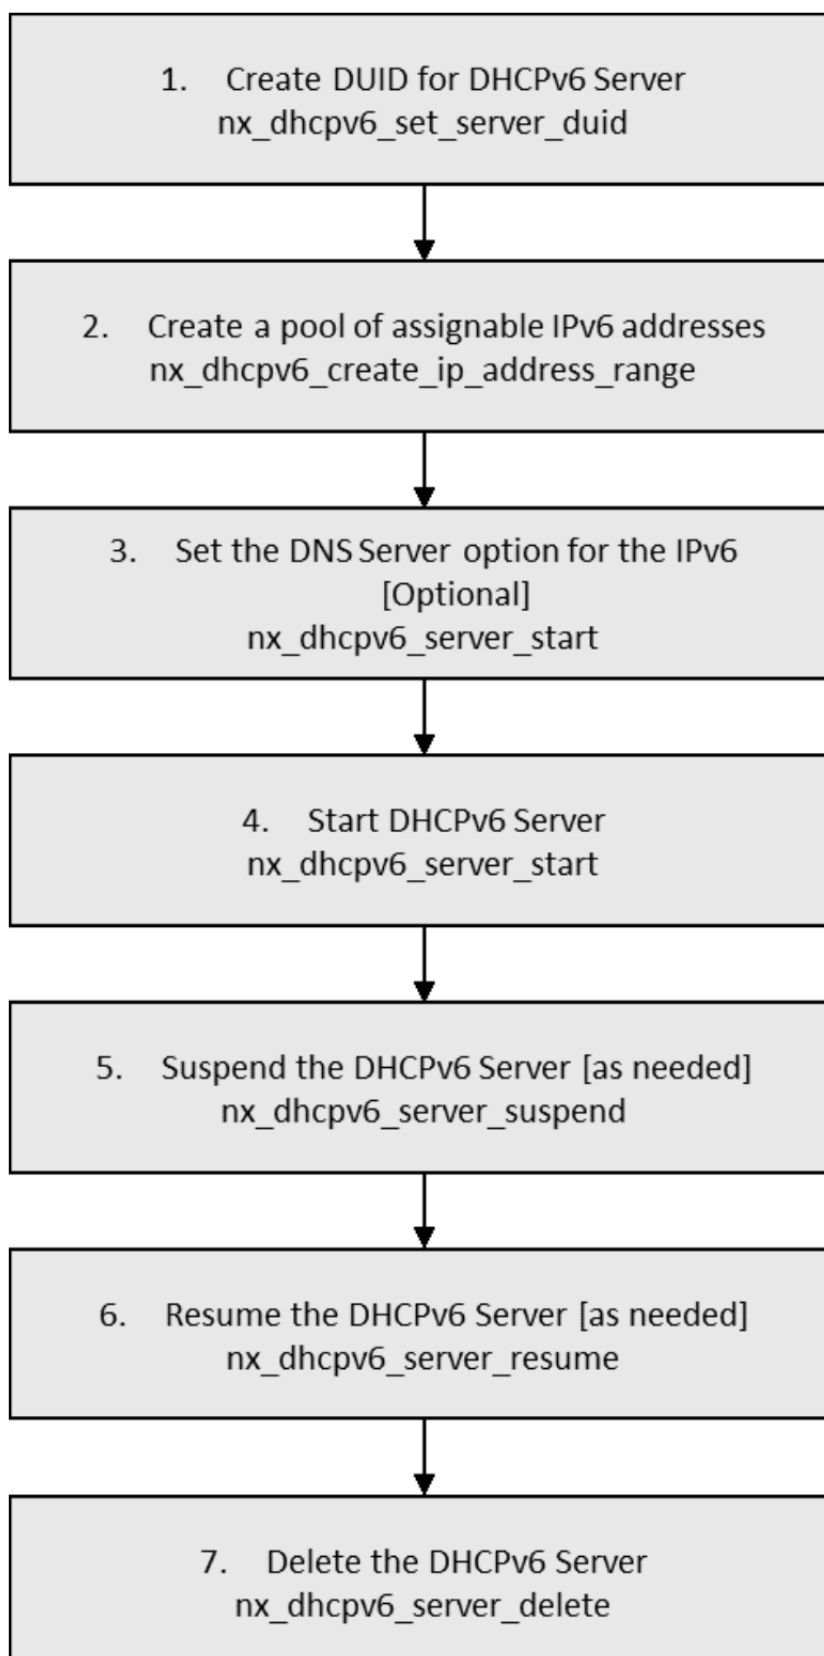 1. Create DUID for DHCPv6 Server
nx_dhcpv6_set_server_duid
2. Create a pool of assignable IPv6 addresses
nx_dhcpv6_create_ip_address_range
3. Set the DNS Server option for the IPv6
[Optional]
nx_dhcpv6_server_start
4. Start DHCPv6 Server
nx_dhcpv6_server_start
5. Suspend the DHCPv6 Server [as needed]
nx_dhcpv6_server_suspend
6. Resume the DHCPv6 Server [as needed]
nx_dhcpv6_server_resume
7. Delete the DHCPv6 Server
nx_dhcpv6_server_delete